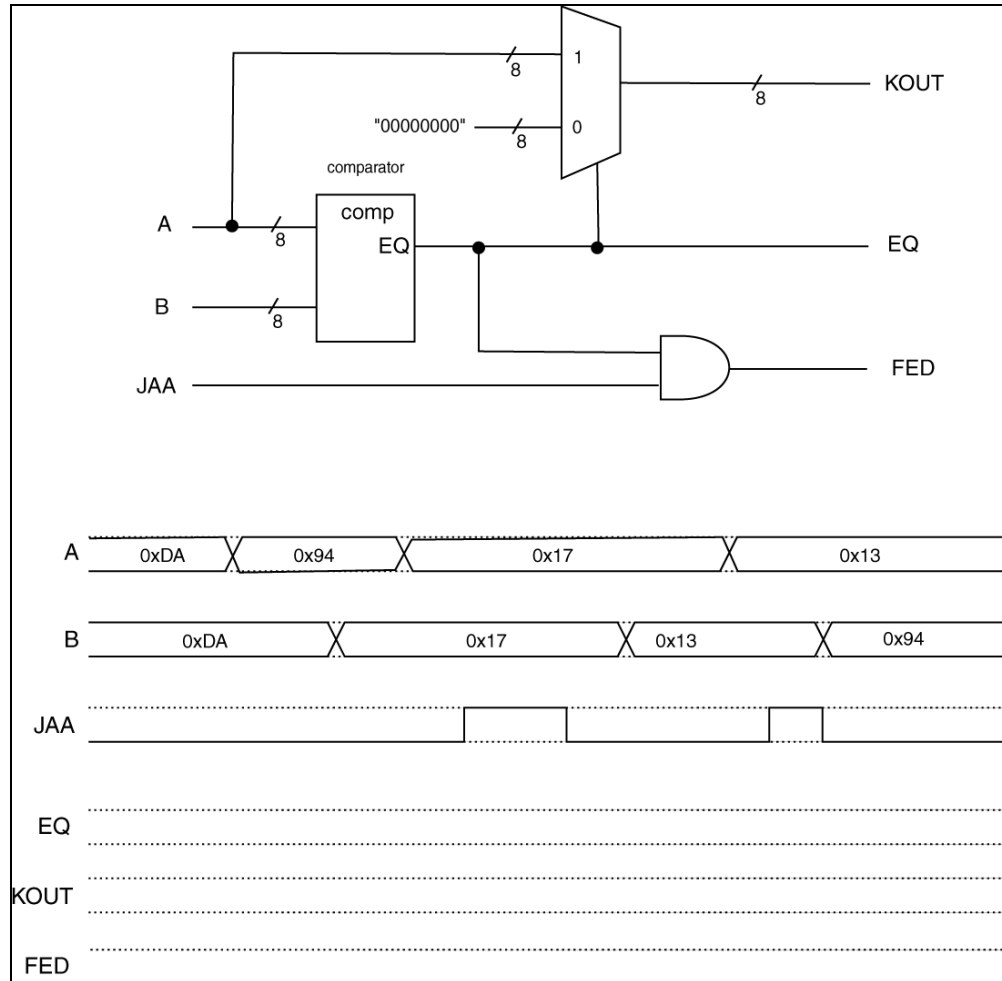 1
8
KOUT
8
"00000000"
8
0
comparator
A
8
comp
EQ
EQ
B
8
JAA
FED
A
0xDA
0x94
0x17
0x13
B
0xDA
0x17
0x13
0x94
JAA
EQ
KOUT
FED